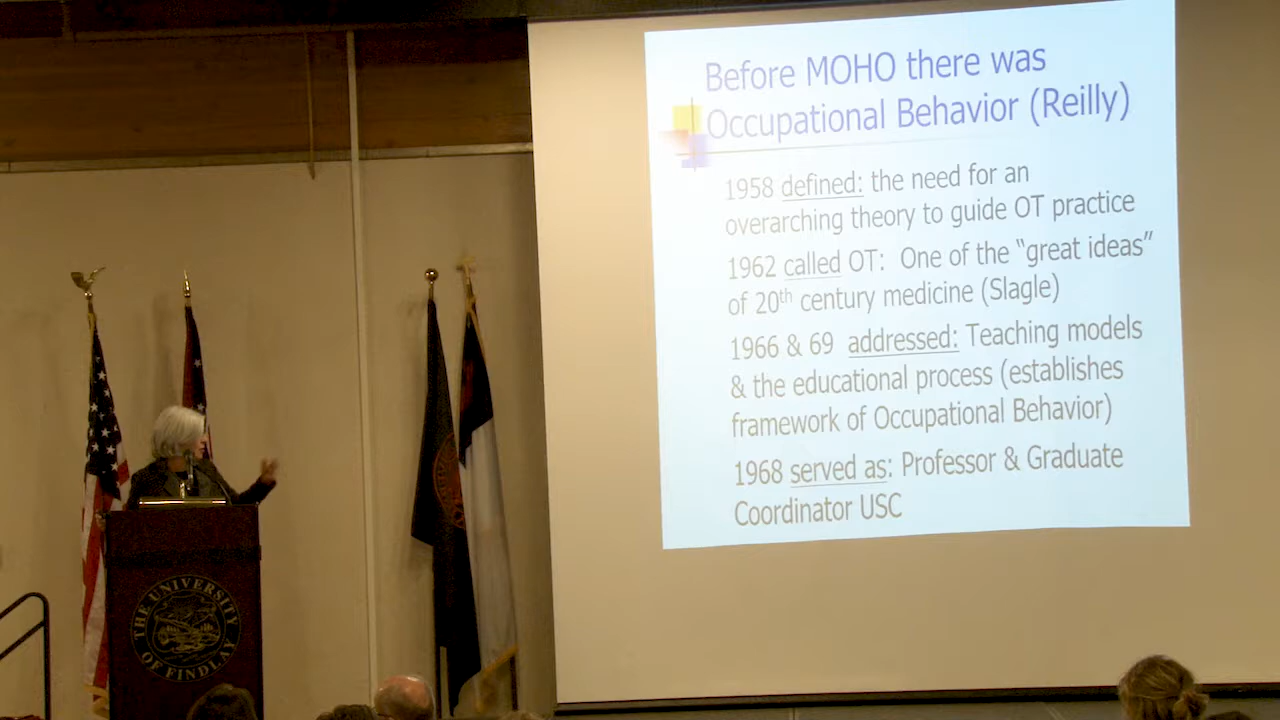 Before MOHO there was
Occupational Behavior (Reilly)
1958 defined: the need for an
overarching theory to guide OT practice
1962 called OT: One of the “great ideas”
of 20th century medicine (Slagle)
1966 & 69 addressed: Teaching models
& the educational process (establishes
framework of Occupational Behavior)
1968 served as: Professor & Graduate
Coordinator USC
THE UNIVERSITY
OF FINDLAY